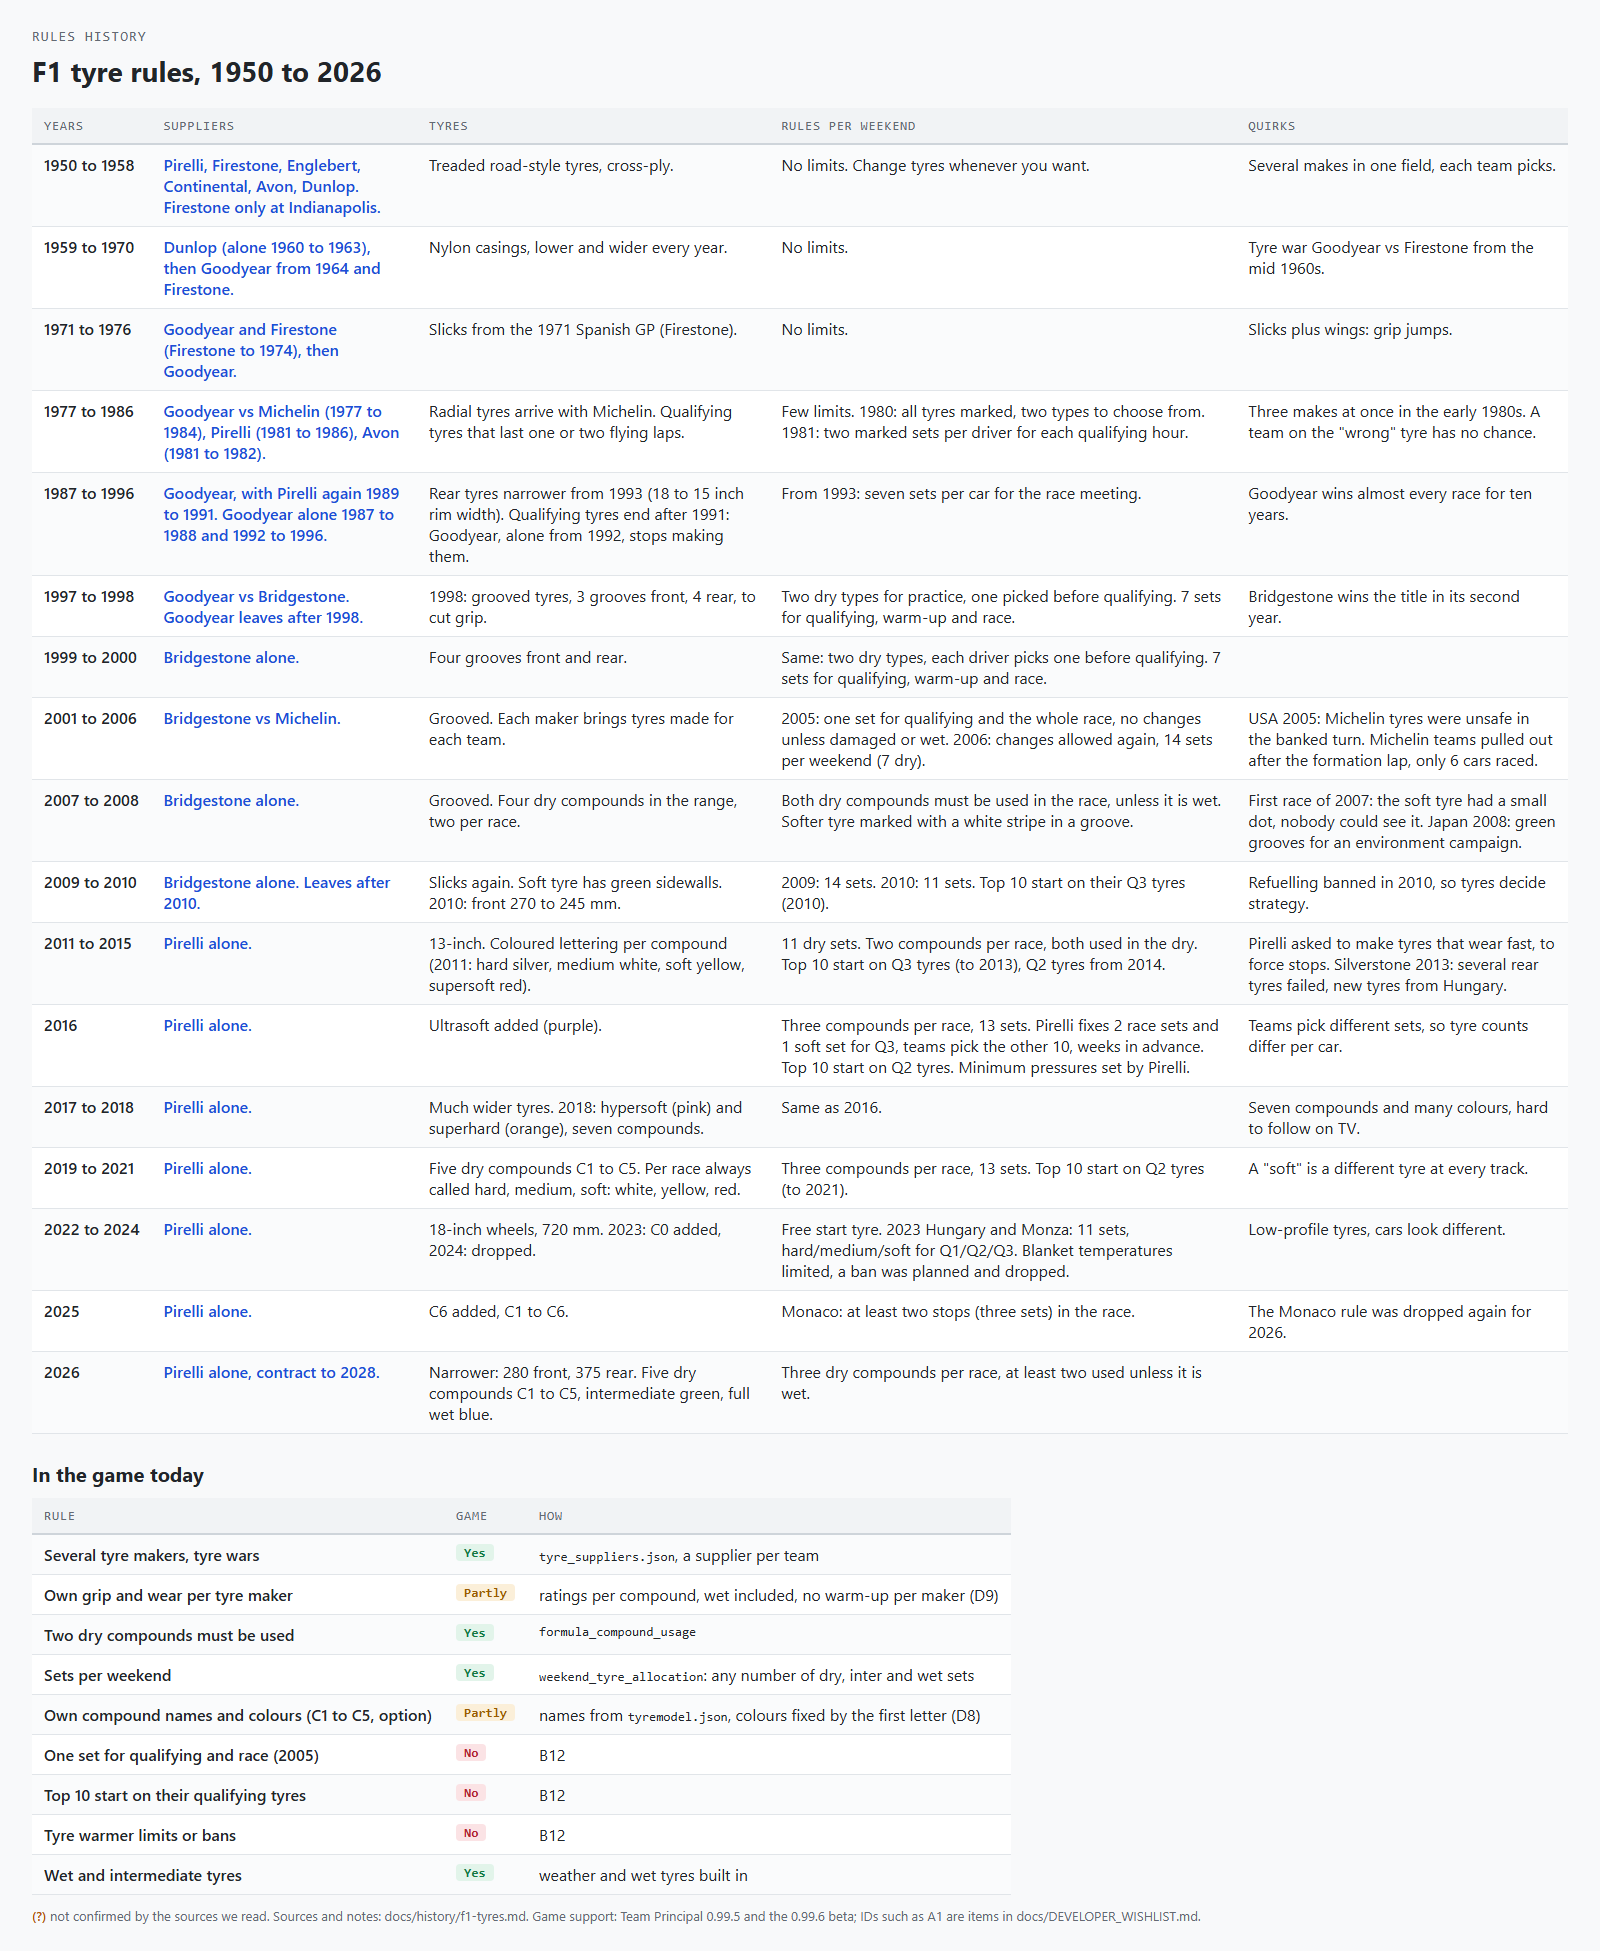 RULES HISTORY
F1 tyre rules, 1950 to 2026
YEARS SUPPLIERS TYRES RULES PER WEEKEND QUIRKS
1950 to 1958 Pirelli, Firestone, Englebert, Treaded road-style tyres, cross-ply. No limits. Change tyres whenever you want. Several makes in one field, each team picks.
Continental, Avon, Dunlop.
Firestone only at Indianapolis.
1959 to 1970 Dunlop (alone 1960 to 1963), Nylon casings, lower and wider every year. No limits. Tyre war Goodyear vs Firestone from the
then Goodyear from 1964 and mid 1960s.
Firestone.
1971 to 1976 Goodyear and Firestone Slicks from the 1971 Spanish GP (Firestone). No limits. Slicks plus wings: grip jumps.
(Firestone to 1974), then
Goodyear.
1977 to 1986 Goodyear vs Michelin (1977 to Radial tyres arrive with Michelin. Qualifying Few limits. 1980: all tyres marked, two types to choose from. Three makes at once in the early 1980s. A
1984), Pirelli (1981 to 1986), Avon tyres that last one or two flying laps. 1981: two marked sets per driver for each qualifying hour. team on the "wrong" tyre has no chance.
(1981 to 1982).
1987 to 1996 Goodyear, with Pirelli again 1989 Rear tyres narrower from 1993 (18 to 15 inch From 1993: seven sets per car for the race meeting. Goodyear wins almost every race for ten
to 1991. Goodyear alone 1987 to rim width). Qualifying tyres end after 1991: years.
1988 and 1992 to 1996. Goodyear, alone from 1992, stops making
them.
1997 to 1998 Goodyear vs Bridgestone. 1998: grooved tyres, 3 grooves front, 4 rear, to Two dry types for practice, one picked before qualifying. 7 sets Bridgestone wins the title in its second
Goodyear leaves after 1998. cut grip. for qualifying, warm-up and race. year.
1999 to 2000 Bridgestone alone. Four grooves front and rear. Same: two dry types, each driver picks one before qualifying. 7
sets for qualifying, warm-up and race.
2001 to 2006 Bridgestone vs Michelin. Grooved. Each maker brings tyres made for 2005: one set for qualifying and the whole race, no changes USA 2005: Michelin tyres were unsafe in
each team. unless damaged or wet. 2006: changes allowed again, 14 sets the banked turn. Michelin teams pulled out
per weekend (7 dry). after the formation lap, only 6 cars raced.
2007 to 2008 Bridgestone alone. Grooved. Four dry compounds in the range, Both dry compounds must be used in the race, unless it is wet. First race of 2007: the soft tyre had a small
two per race. Softer tyre marked with a white stripe in a groove. dot, nobody could see it. Japan 2008: green
grooves for an environment campaign.
2009 to 2010 Bridgestone alone. Leaves after Slicks again. Soft tyre has green sidewalls. 2009: 14 sets. 2010: 11 sets. Top 10 start on their Q3 tyres Refuelling banned in 2010, so tyres decide
2010. 2010: front 270 to 245 mm. (2010). strategy.
2011 to 2015 Pirelli alone. 13-inch. Coloured lettering per compound 11 dry sets. Two compounds per race, both used in the dry. Pirelli asked to make tyres that wear fast, to
(2011: hard silver, medium white, soft yellow, Top 10 start on Q3 tyres (to 2013), Q2 tyres from 2014. force stops. Silverstone 2013: several rear
supersoft red). tyres failed, new tyres from Hungary.
2016 Pirelli alone. Ultrasoft added (purple). Three compounds per race, 13 sets. Pirelli fixes 2 race sets and Teams pick different sets, so tyre counts
1 soft set for Q3, teams pick the other 10, weeks in advance. differ per car.
Top 10 start on Q2 tyres. Minimum pressures set by Pirelli.
2017 to 2018 Pirelli alone. Much wider tyres. 2018: hypersoft (pink) and Same as 2016. Seven compounds and many colours, hard
superhard (orange), seven compounds. to follow on TV.
2019 to 2021 Pirelli alone. Five dry compounds C1 to C5. Per race always Three compounds per race, 13 sets. Top 10 start on Q2 tyres A "soft" is a different tyre at every track.
called hard, medium, soft: white, yellow, red. (to 2021).
2022 to 2024 Pirelli alone. 18-inch wheels, 720 mm. 2023: C0 added, Free start tyre. 2023 Hungary and Monza: 11 sets, Low-profile tyres, cars look different.
2024: dropped. hard/medium/soft for Q1/Q2/Q3. Blanket temperatures
limited, a ban was planned and dropped.
2025 Pirelli alone. C6 added, C1 to C6. Monaco: at least two stops (three sets) in the race. The Monaco rule was dropped again for
2026.
2026 Pirelli alone, contract to 2028. Narrower: 280 front, 375 rear. Five dry Three dry compounds per race, at least two used unless it is
compounds C1 to C5, intermediate green, full wet.
wet blue.
In the game today
RULE GAME HOW
Several tyre makers, tyre wars Yes tyre_suppliers.json, a supplier per team
Own grip and wear per tyre maker Partly ratings per compound, wet included, no warm-up per maker (D9)
Two dry compounds must be used Yes formula_compound_usage
Sets per weekend Yes weekend_tyre_allocation: any number of dry, inter and wet sets
Own compound names and colours (C1 to C5, option) Partly names from tyremodel.json, colours fixed by the first letter (D8)
One set for qualifying and race (2005) No B12
Top 10 start on their qualifying tyres No B12
Tyre warmer limits or bans No B12
Wet and intermediate tyres Yes weather and wet tyres built in
(?) not confirmed by the sources we read. Sources and notes: docs/history/f1-tyres.md. Game support: Team Principal 0.99.5 and the 0.99.6 beta; IDs such as A1 are items in docs/DEVELOPER_WISHLIST.md.